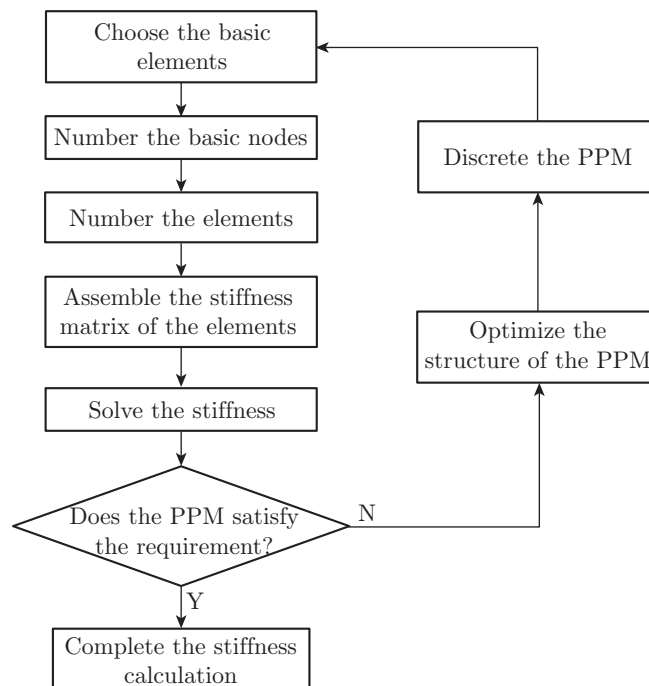 Choose the basic
elements
Number the basic nodes
Number the elements
Assemble the stiffness
matrix of the elements
Solve the stiffness
Does the PPM satisfy
the requirement?
N
Y
Complete the stiffness
calculation
Optimize the
structure of the PPM
Discrete the PPM